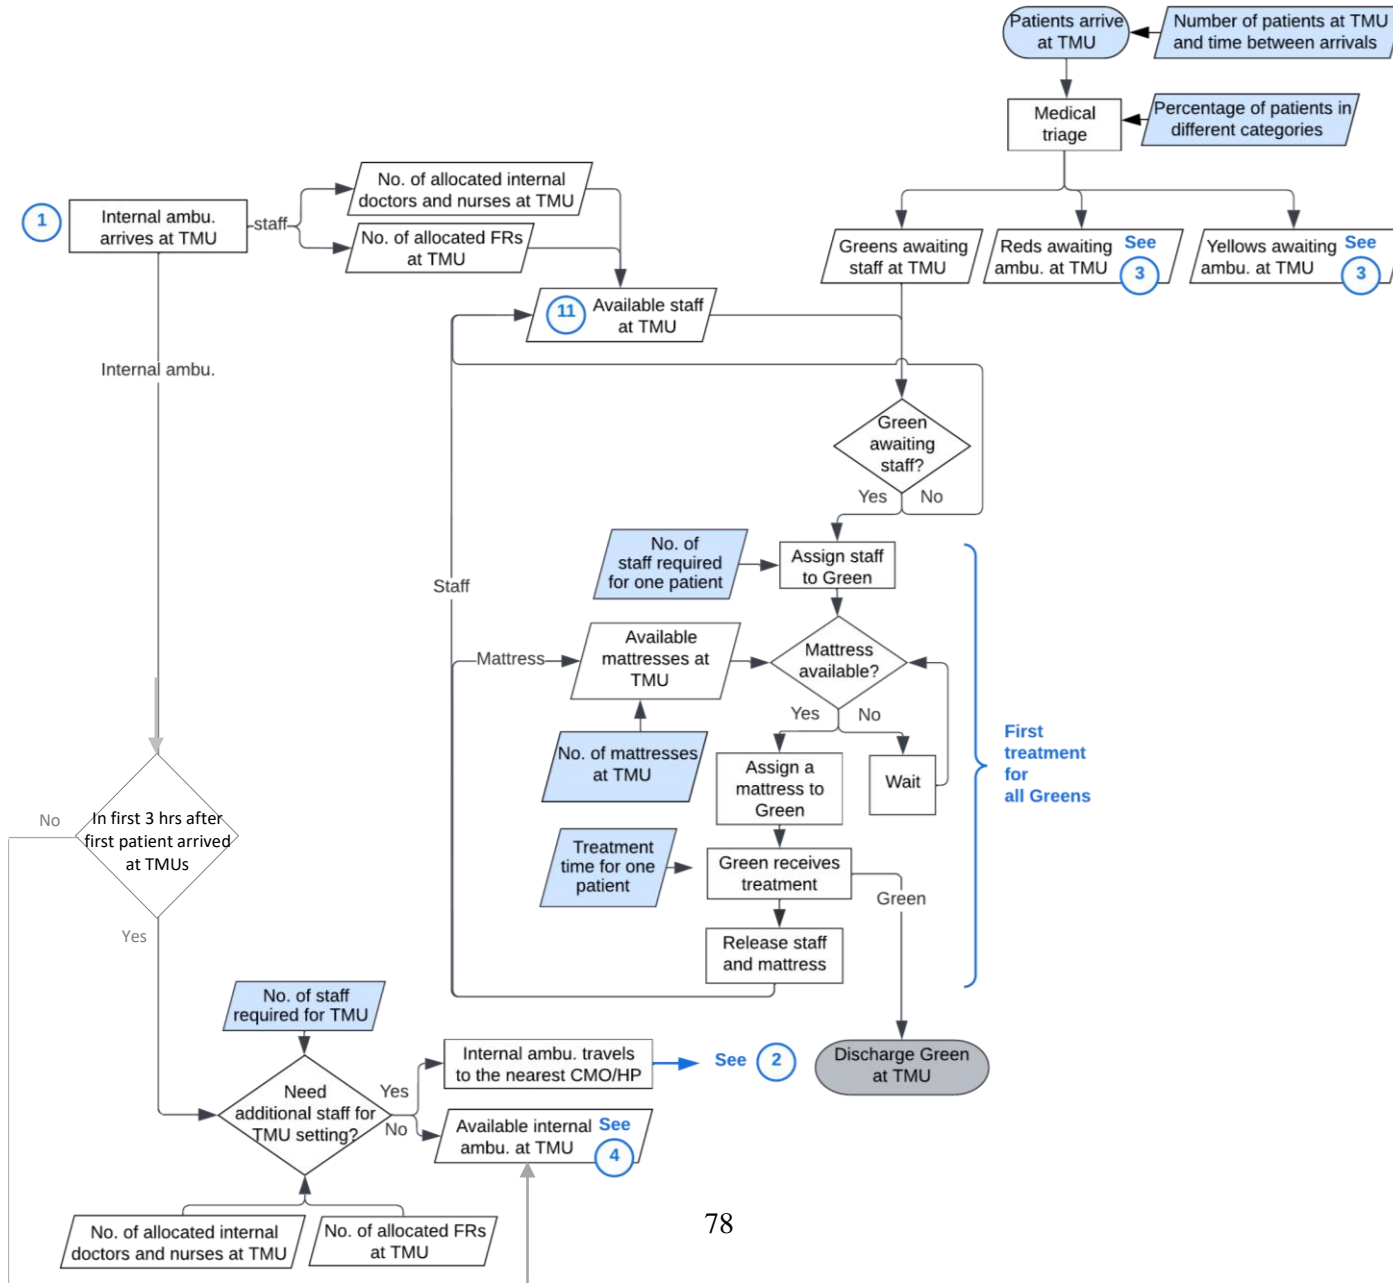 Patients arrive
at TMU
Number of patients at TMU
and time between arrivals
Medical
triage
Percentage of patients in
different categories
1
Internal ambu.
arrives at TMU
staff
No. of allocated internal
doctors and nurses at TMU
No. of allocated FRs
at TMU
Greens awaiting
staff at TMU
Reds awaiting
ambu. at TMU
See
3
Yellows awaiting
ambu. at TMU
See
3
11
Available staff
at TMU
Internal ambu.
Green
awaiting
staff?
Yes
No
No. of
staff required
for one patient
Assign staff
to Green
Staff
Mattress
Available
mattresses at
TMU
Mattress
available?
Yes
No
No. of mattresses
at TMU
Assign a
mattress to
Green
Wait
First
treatment
for
all Greens
No
In first 3 hrs after
first patient arrived
at TMUs
Yes
Treatment
time for one
patient
Green receives
treatment
Green
Release staff
and mattress
No. of staff
required for TMU
Need
additional staff for
TMU setting?
Yes
No
Internal ambu. travels
to the nearest CMO/HP
See
2
Discharge Green
at TMU
Available internal
ambu. at TMU
See
4
No. of allocated internal
doctors and nurses at TMU
No. of allocated FRs
at TMU
78